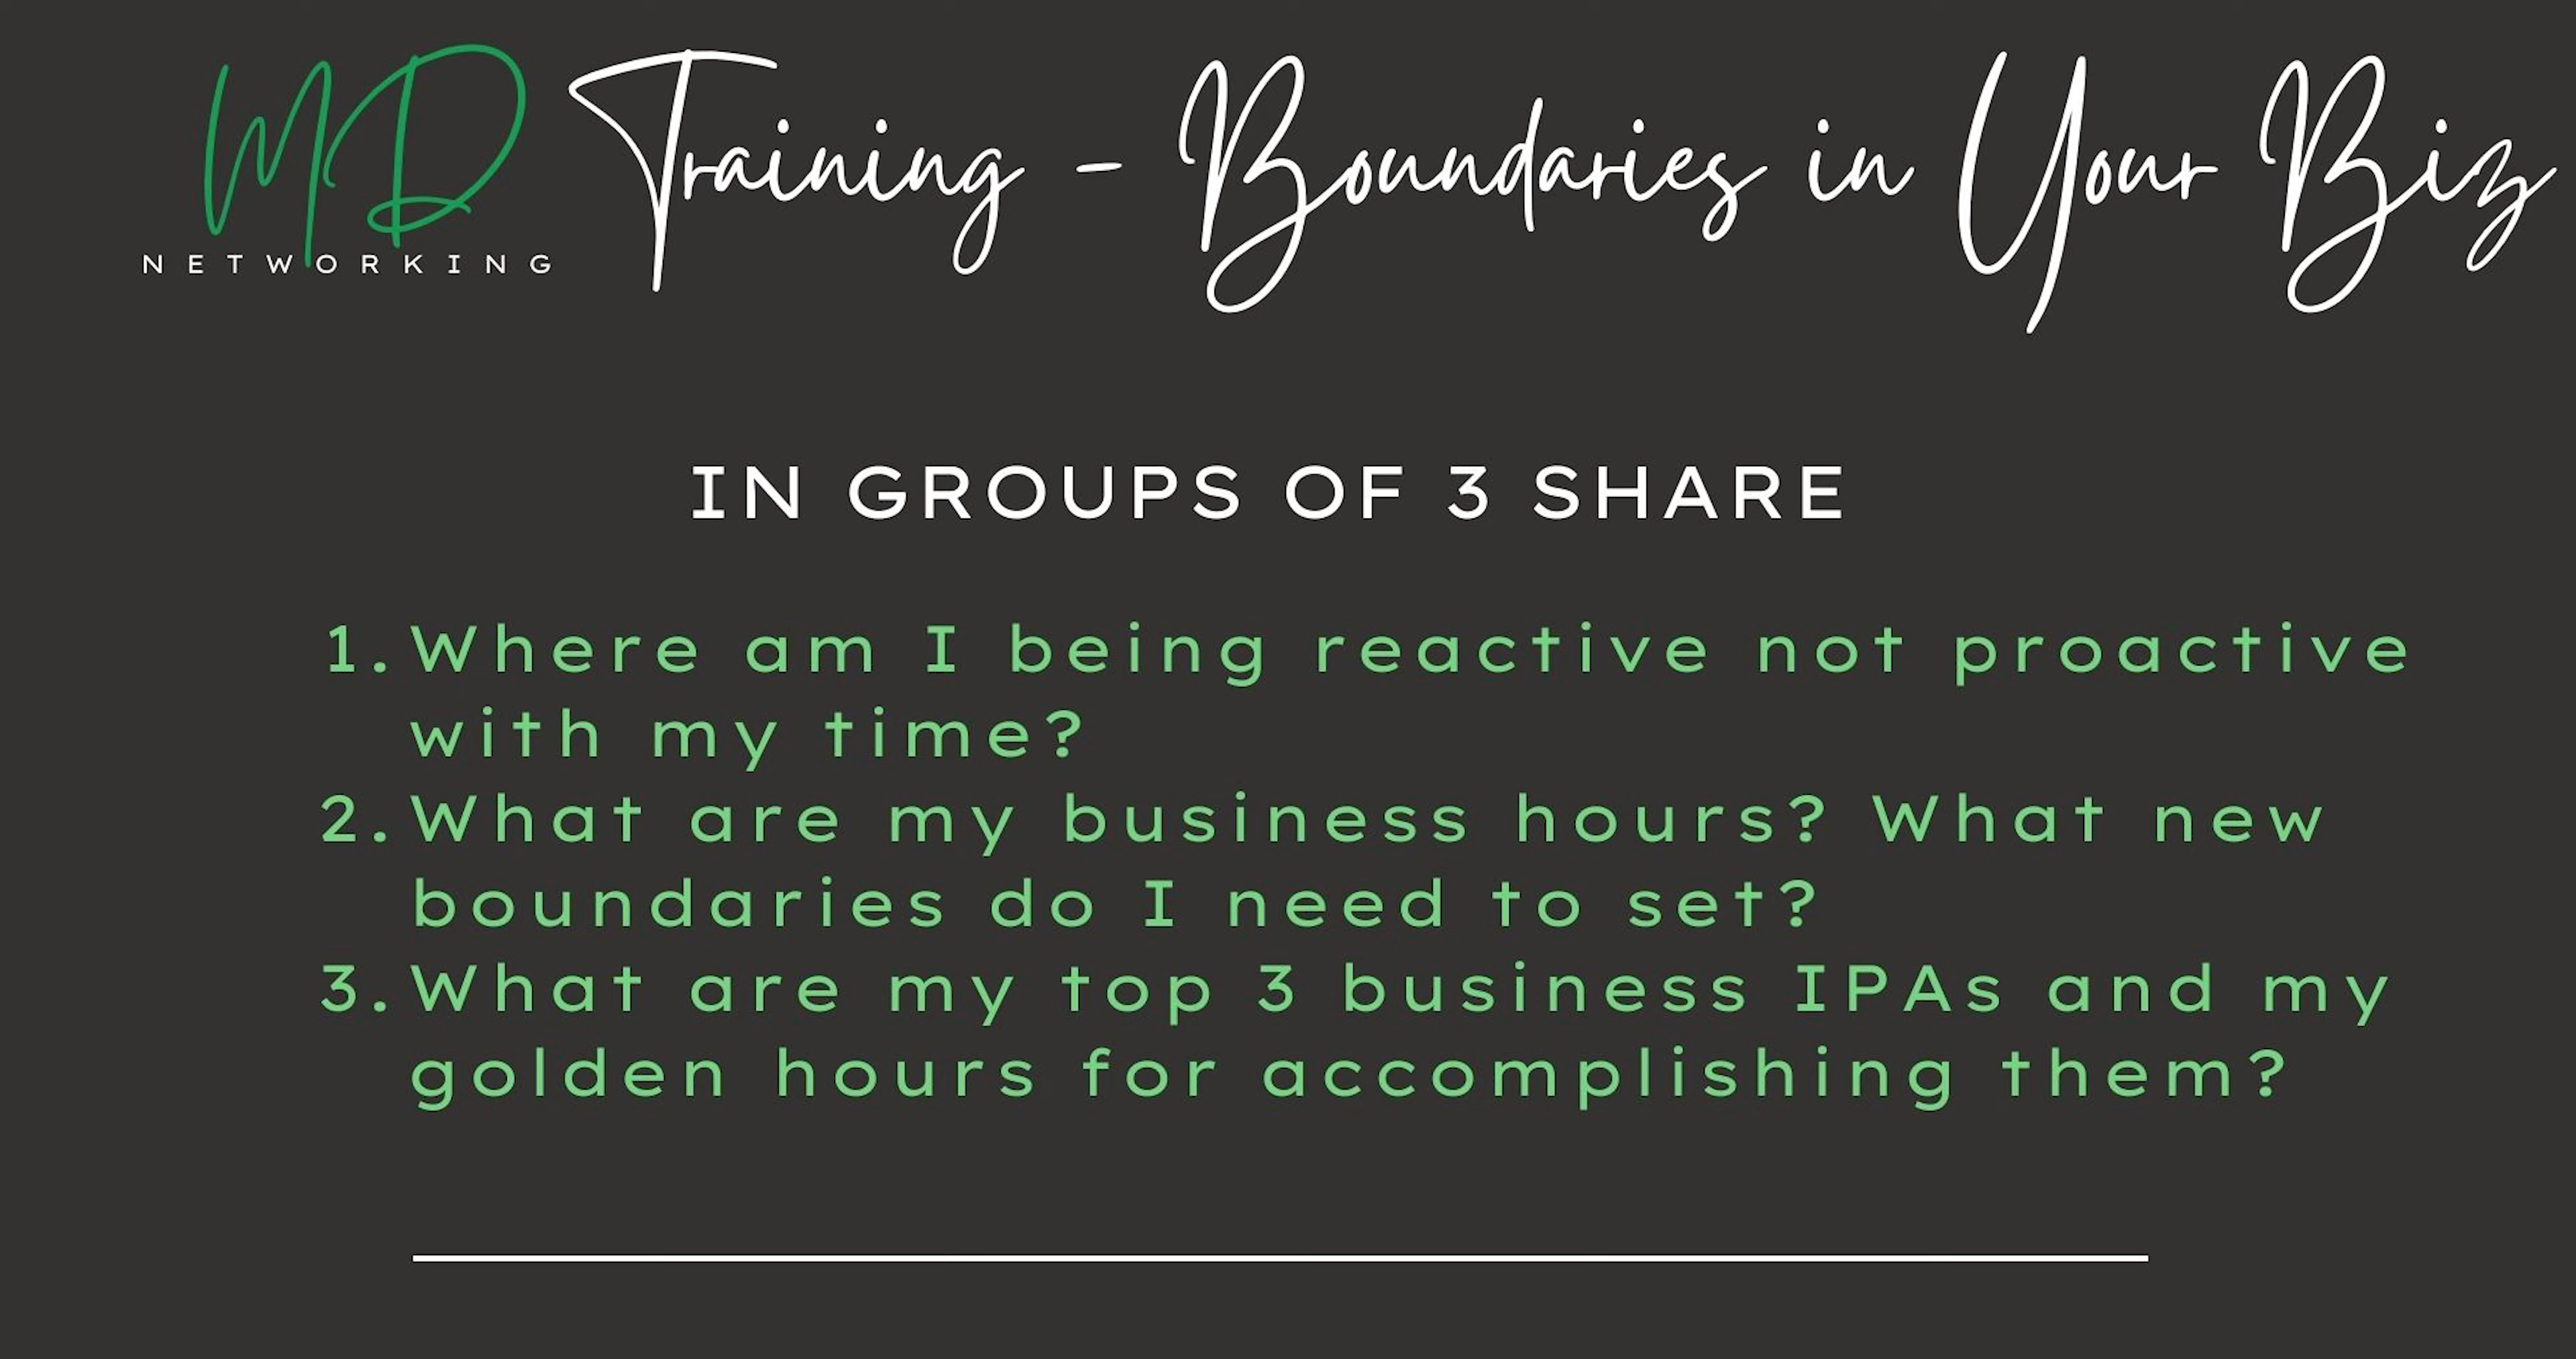 MD Training - Boundaries in Your Biz
NETWORKING
IN GROUPS OF 3 SHARE
1. Where am I being reactive not proactive
with my time?
2. What are my business hours? What new
boundaries do I need to set?
3. What are my top 3 business IPAs and my
golden hours for accomplishing them?